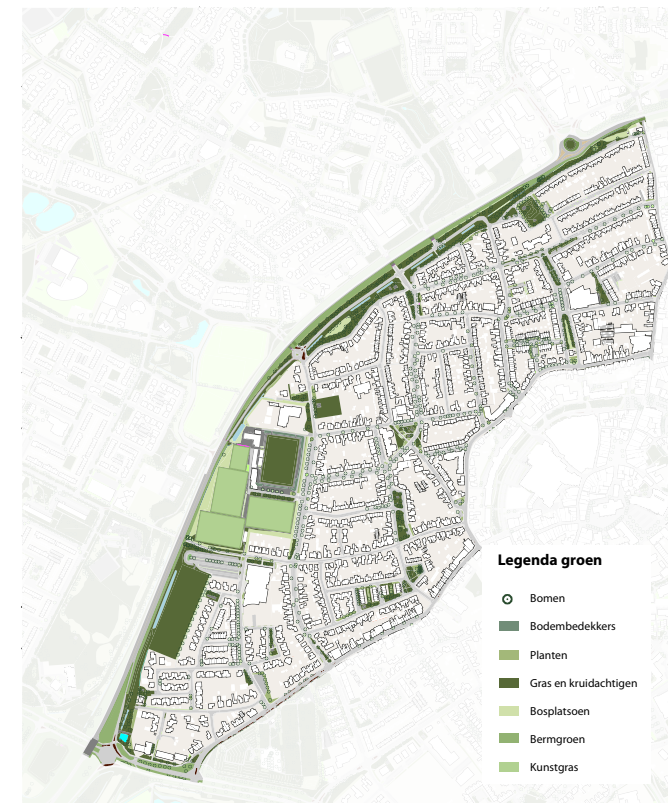 Legenda groen
Bomen
Bodembedekkers
Planten
Gras en kruidachtigen
Bosplatsoen
Bermgroen
Kunstgras